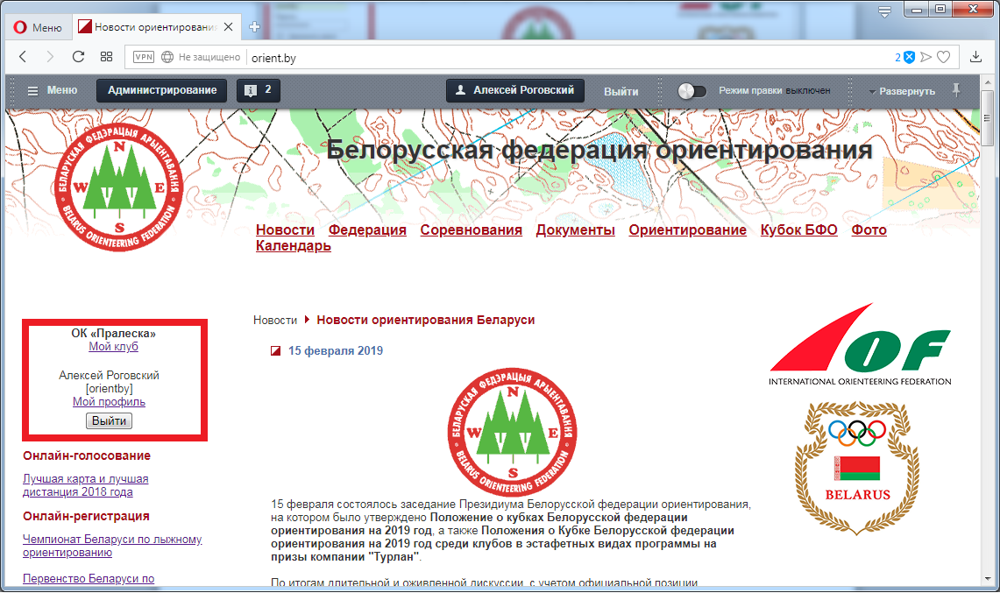 Меню
Новости ориентировани
VPN
Не защищено
orient.by
2
Меню
Администрирование
2
Алексей Роговский
Выйти
Режим правки выключен
Развернуть
БЕЛАРУСКАЯ ФЕДЭРАЦЫЯ АРЫЕНТАВАННЯ
N
W E
S
BELARUS ORIENTEERING FEDERATION
Белорусская федерация ориентирования
Новости Федерация Соревнования Документы Ориентирование Кубок БФО Фото
Календарь
ОК «Пралеска»
Мой клуб
Алексей Роговский
[orientby]
Мой профиль
Выйти
Онлайн-голосование
Лучшая карта и лучшая
дистанция 2018 года
Онлайн-регистрация
Чемпионат Беларуси по лыжному
ориентированию
Первенство Беларуси по
Новости Новости ориентирования Беларуси
15 февраля 2019
БЕЛАРУСКАЯ ФЕДЭРАЦЫЯ АРЫЕНТАВАННЯ
N
W E
S
BELARUS ORIENTEERING FEDERATION
15 февраля состоялось заседание Президиума Белорусской федерации ориентирования,
на котором было утверждено Положение о кубках Белорусской федерации
ориентирования на 2019 год, а также Положения о Кубке Белорусской федерации
ориентирования на 2019 год среди клубов в эстафетных видах программы на
призы компании "Турлан".
По итогам длительной и оживленной дискуссии, с учетом официальной позиции
IOF
INTERNATIONAL ORIENTEERING FEDERATION
BELARUS